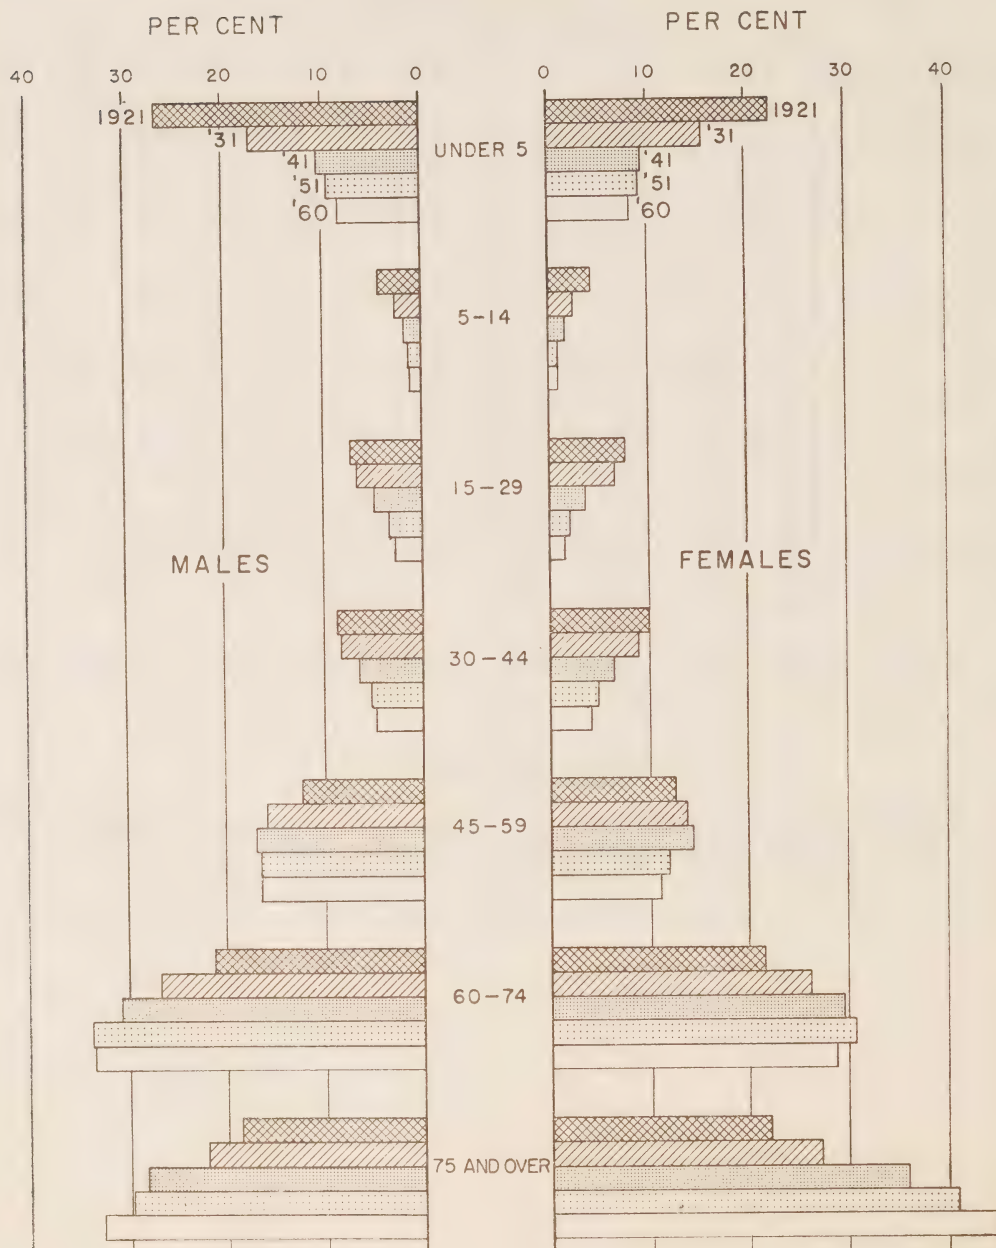 PER CENT PER CENT
40 30 20 10 0 0 10 20 30 40
1921 1921
'31 UNDER 5 '31
'41 '41
'51 '51
'60 '60
5-14
15-29
MALES FEMALES
30-44
45-59
60-74
75 AND OVER